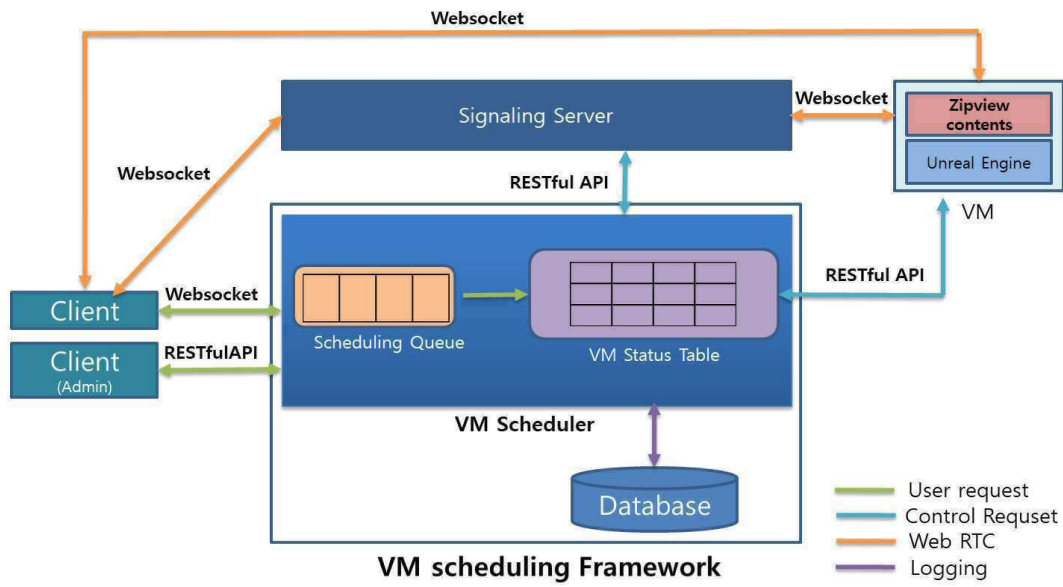 Websocket
Signaling Server
Websocket
Zipview
contents
Unreal Engine
VM
Websocket
RESTful API
RESTful API
Client
Websocket
Client
(Admin)
RESTfulAPI
Scheduling Queue
VM Status Table
VM Scheduler
Database
VM scheduling Framework
User request
Control Requset
Web RTC
Logging